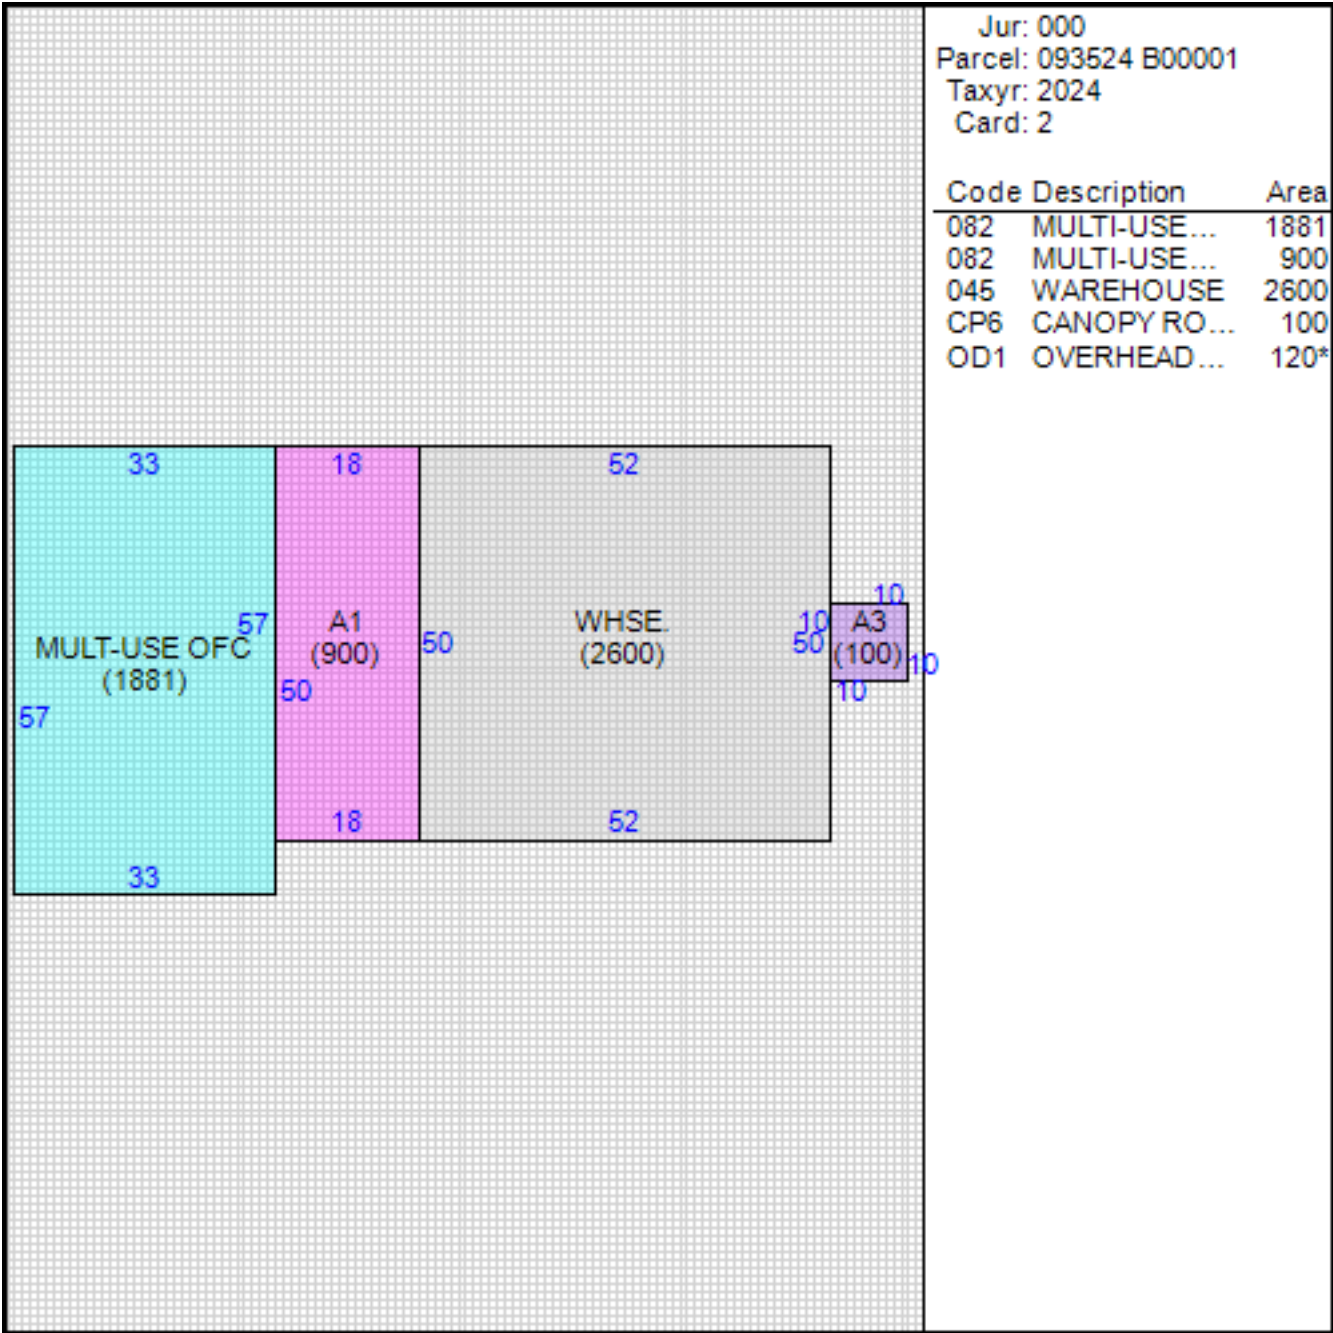 Jur: 000
Parcel: 093524 B00001
Taxyr: 2024
Card: 2
Code Description Area
082 MULTI-USE... 1881
082 MULTI-USE... 900
045 WAREHOUSE 2600
CP6 CANOPY RO... 100
OD1 OVERHEAD... 120*
33 18 52
10
57 A1 WHSE. 10 A3
MULT-USE OFC (900) 50 (2600) 50 (100) 10
(1881) 50 10
57
18 52
33